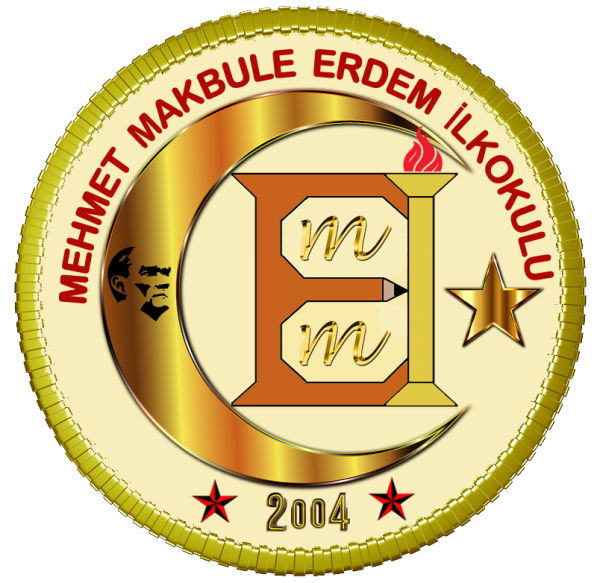 MEHMET MAKBULE ERDEM İLKOKULU
m
E İ
m
2004